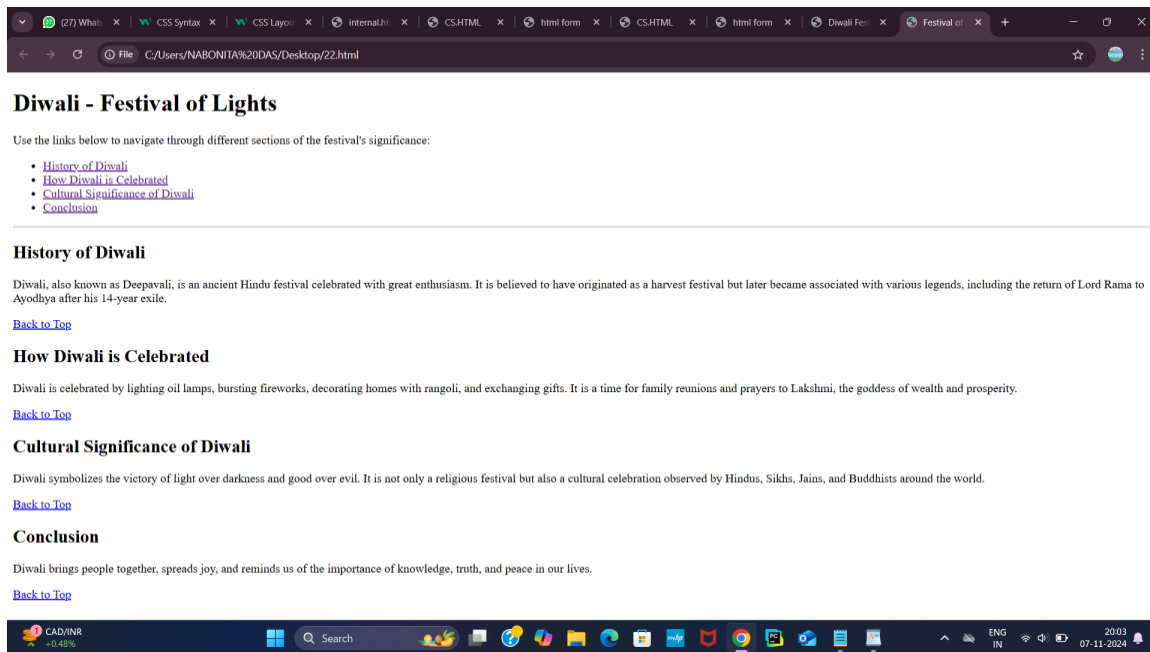 (27) Whats
CSS Syntax
CSS Layou
internal.ht
CS.HTML
html form
CS.HTML
html form
Diwali Fes
Festival of
File C:/Users/NABONITA%20DAS/Desktop/22.html
Diwali - Festival of Lights
Use the links below to navigate through different sections of the festival's significance:
History of Diwali
How Diwali is Celebrated
Cultural Significance of Diwali
Conclusion
History of Diwali
Diwali, also known as Deepavali, is an ancient Hindu festival celebrated with great enthusiasm. It is believed to have originated as a harvest festival but later became associated with various legends, including the return of Lord Rama to
Ayodhya after his 14-year exile.
Back to Top
How Diwali is Celebrated
Diwali is celebrated by lighting oil lamps, bursting fireworks, decorating homes with rangoli, and exchanging gifts. It is a time for family reunions and prayers to Lakshmi, the goddess of wealth and prosperity.
Back to Top
Cultural Significance of Diwali
Diwali symbolizes the victory of light over darkness and good over evil. It is not only a religious festival but also a cultural celebration observed by Hindus, Sikhs, Jains, and Buddhists around the world.
Back to Top
Conclusion
Diwali brings people together, spreads joy, and reminds us of the importance of knowledge, truth, and peace in our lives.
Back to Top
1
CAD/INR
+0.48%
Search
ENG
IN
20:03
07-11-2024